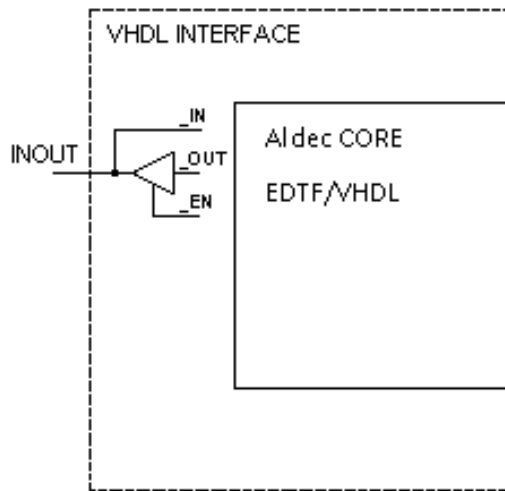 VHDL INTERFACE
_IN
Aldec CORE
INOUT
_OUT
EDTF/VHDL
_EN